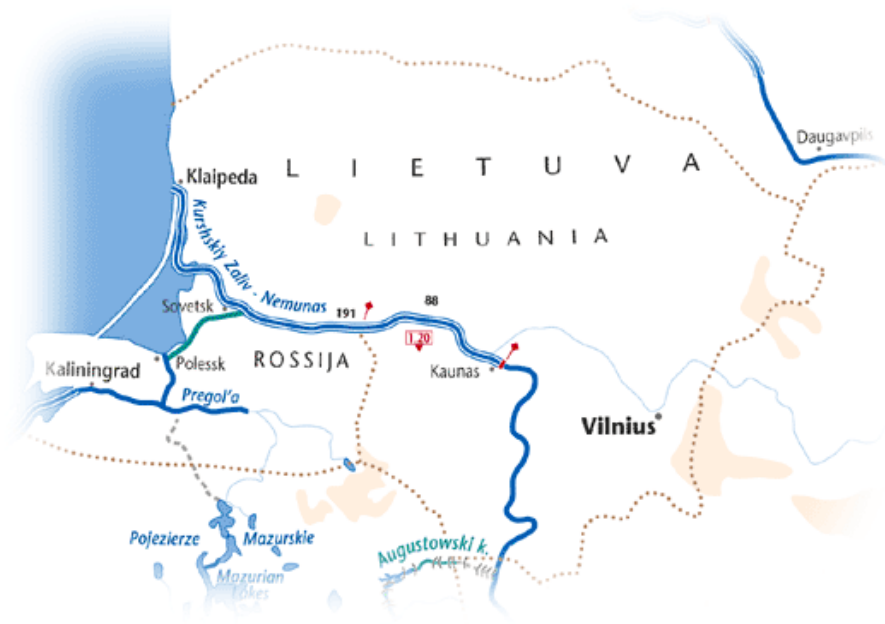 Daugavpils
LIETUVA
Klaipeda
Kurshskiy Zaliv - Nemunas
LITHUANIA
Sovetsk
191
88
1.20
ROSSIJA
Polessk
Kaliningrad
Kaunas
Pregol'a
Vilnius
Pojezierze Mazurskie
Augustowski k.
Mazurian
Lakes